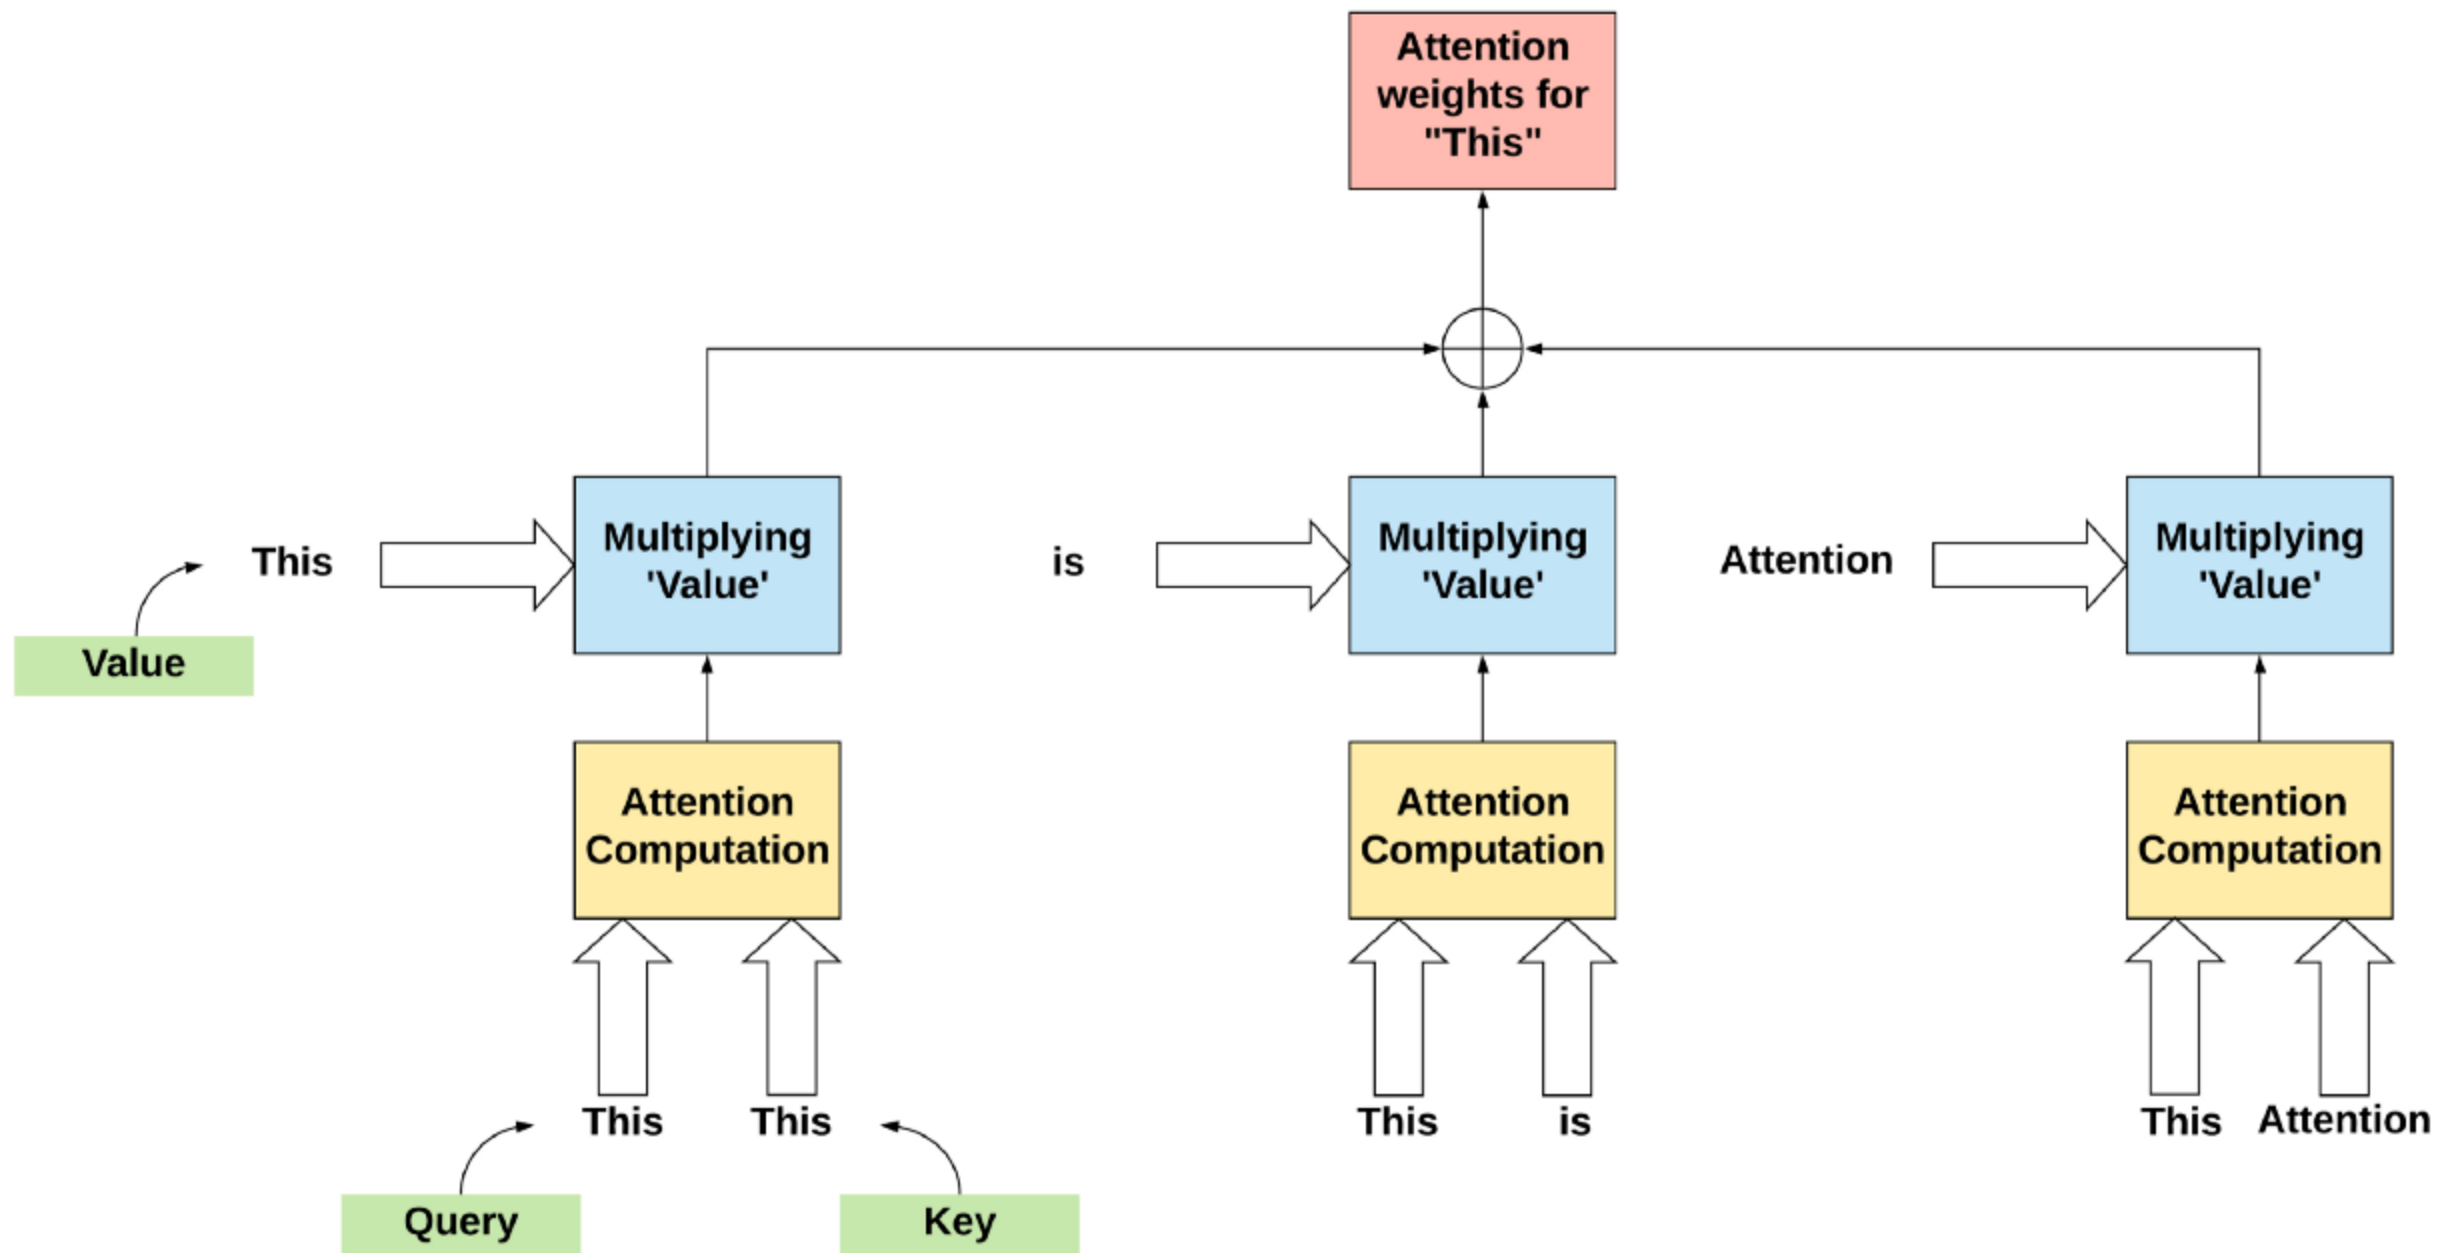 Attention
weights for
"This"
This
Multiplying
'Value'
is
Multiplying
'Value'
Attention
Multiplying
'Value'
Value
Attention
Computation
Attention
Computation
Attention
Computation
This
This
This
is
This
Attention
Query
Key